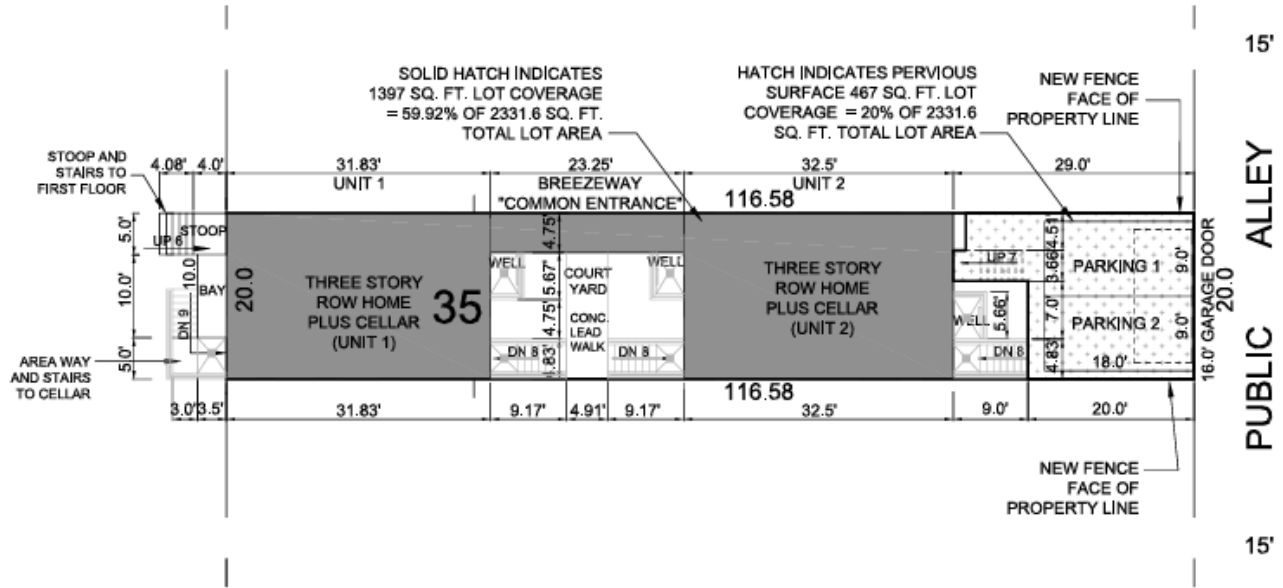 15'
SOLID HATCH INDICATES
1397 SQ. FT. LOT COVERAGE
= 59.92% OF 2331.6 SQ. FT.
TOTAL LOT AREA
HATCH INDICATES PERVIOUS
SURFACE 467 SQ. FT. LOT
COVERAGE = 20% OF 2331.6
SQ. FT. TOTAL LOT AREA
NEW FENCE
FACE OF
PROPERTY LINE
STOOP AND
STAIRS TO
FIRST FLOOR
4.08' 4.0' 31.83' 23.25' 32.5' 29.0'
UNIT 1
BREEZEWAY
"COMMON ENTRANCE"
UNIT 2
116.58
5.0'
10.0'
5.0'
UP 6
STOOP
10.0
BAY
DN 9
20.0
THREE STORY
ROW HOME
PLUS CELLAR
(UNIT 1)
35
WELL
4.75'
5.67'
4.75'
4.83'
COURT
YARD
CONC.
LEAD
WALK
WELL
DN 8
DN 8
THREE STORY
ROW HOME
PLUS CELLAR
(UNIT 2)
UP 7
4.51'
3.66'
7.0'
4.83'
WELL
5.66'
DN 8
PARKING 1
PARKING 2
9.0'
9.0'
18.0'
16.0' GARAGE DOOR
20.0
PUBLIC ALLEY
AREA WAY
AND STAIRS
TO CELLAR
116.58
3.0' 3.5' 31.83' 9.17' 4.91' 9.17' 32.5' 9.0' 20.0'
NEW FENCE
FACE OF
PROPERTY LINE
15'